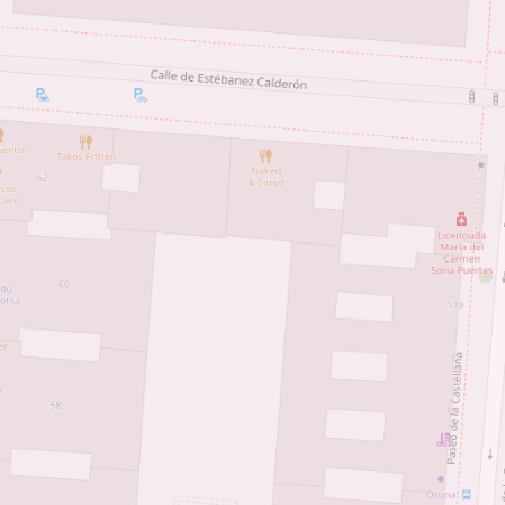 Calle de Estébanez Calderón
Takos Fritten
Naked
& Sated
62
Licenciada
María del
Carmen
Soria Puertas
60
179
58
Paseo de la Castellana
Osuna